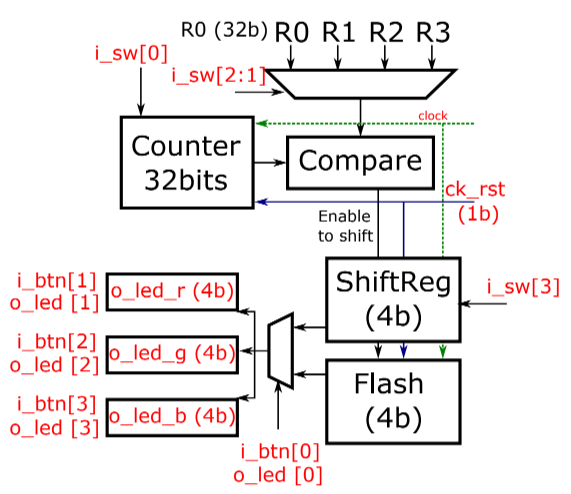 R0 (32b) R0 R1 R2 R3
i_sw[0]
i_sw[2:1]
clock
Counter
32bits
Compare
ck_rst
(1b)
Enable
to shift
ShiftReg
(4b)
i_sw[3]
i_btn[1]
o_led [1]
o_led_r (4b)
i_btn[2]
o_led [2]
o_led_g (4b)
i_btn[3]
o_led [3]
o_led_b (4b)
Flash
(4b)
i_btn[0]
o_led [0]